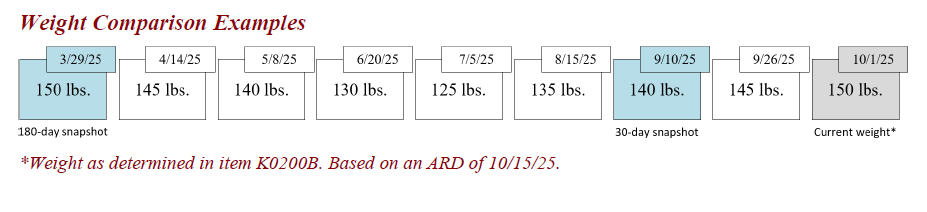 Weight Comparison Examples
3/29/25 4/14/25 5/8/25 6/20/25 7/5/25 8/15/25 9/10/25 9/26/25 10/1/25
150 lbs. 145 lbs. 140 lbs. 130 lbs. 125 lbs. 135 lbs. 140 lbs. 145 lbs. 150 lbs.
180-day snapshot 30-day snapshot Current weight*
*Weight as determined in item K0200B. Based on an ARD of 10/15/25.